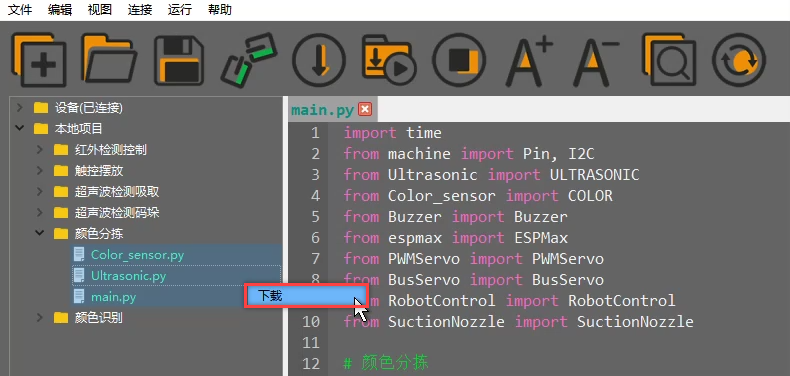 文件 编辑 视图 连接 运行 帮助
设备(已连接)
本地项目
红外检测控制
触控摆放
超声波检测吸取
超声波检测码垛
颜色分拣
Color_sensor.py
Ultrasonic.py
main.py
颜色识别
下载
main.py
1 import time
2 from machine import Pin, I2C
3 from Ultrasonic import ULTRASONIC
4 from Color_sensor import COLOR
5 from Buzzer import Buzzer
6 from espmax import ESPMax
7 from PWMServo import PWMServo
8 from BusServo import BusServo
RobotControl import RobotControl
10 from SuctionNozzle import SuctionNozzle
11
12 # 颜色分拣